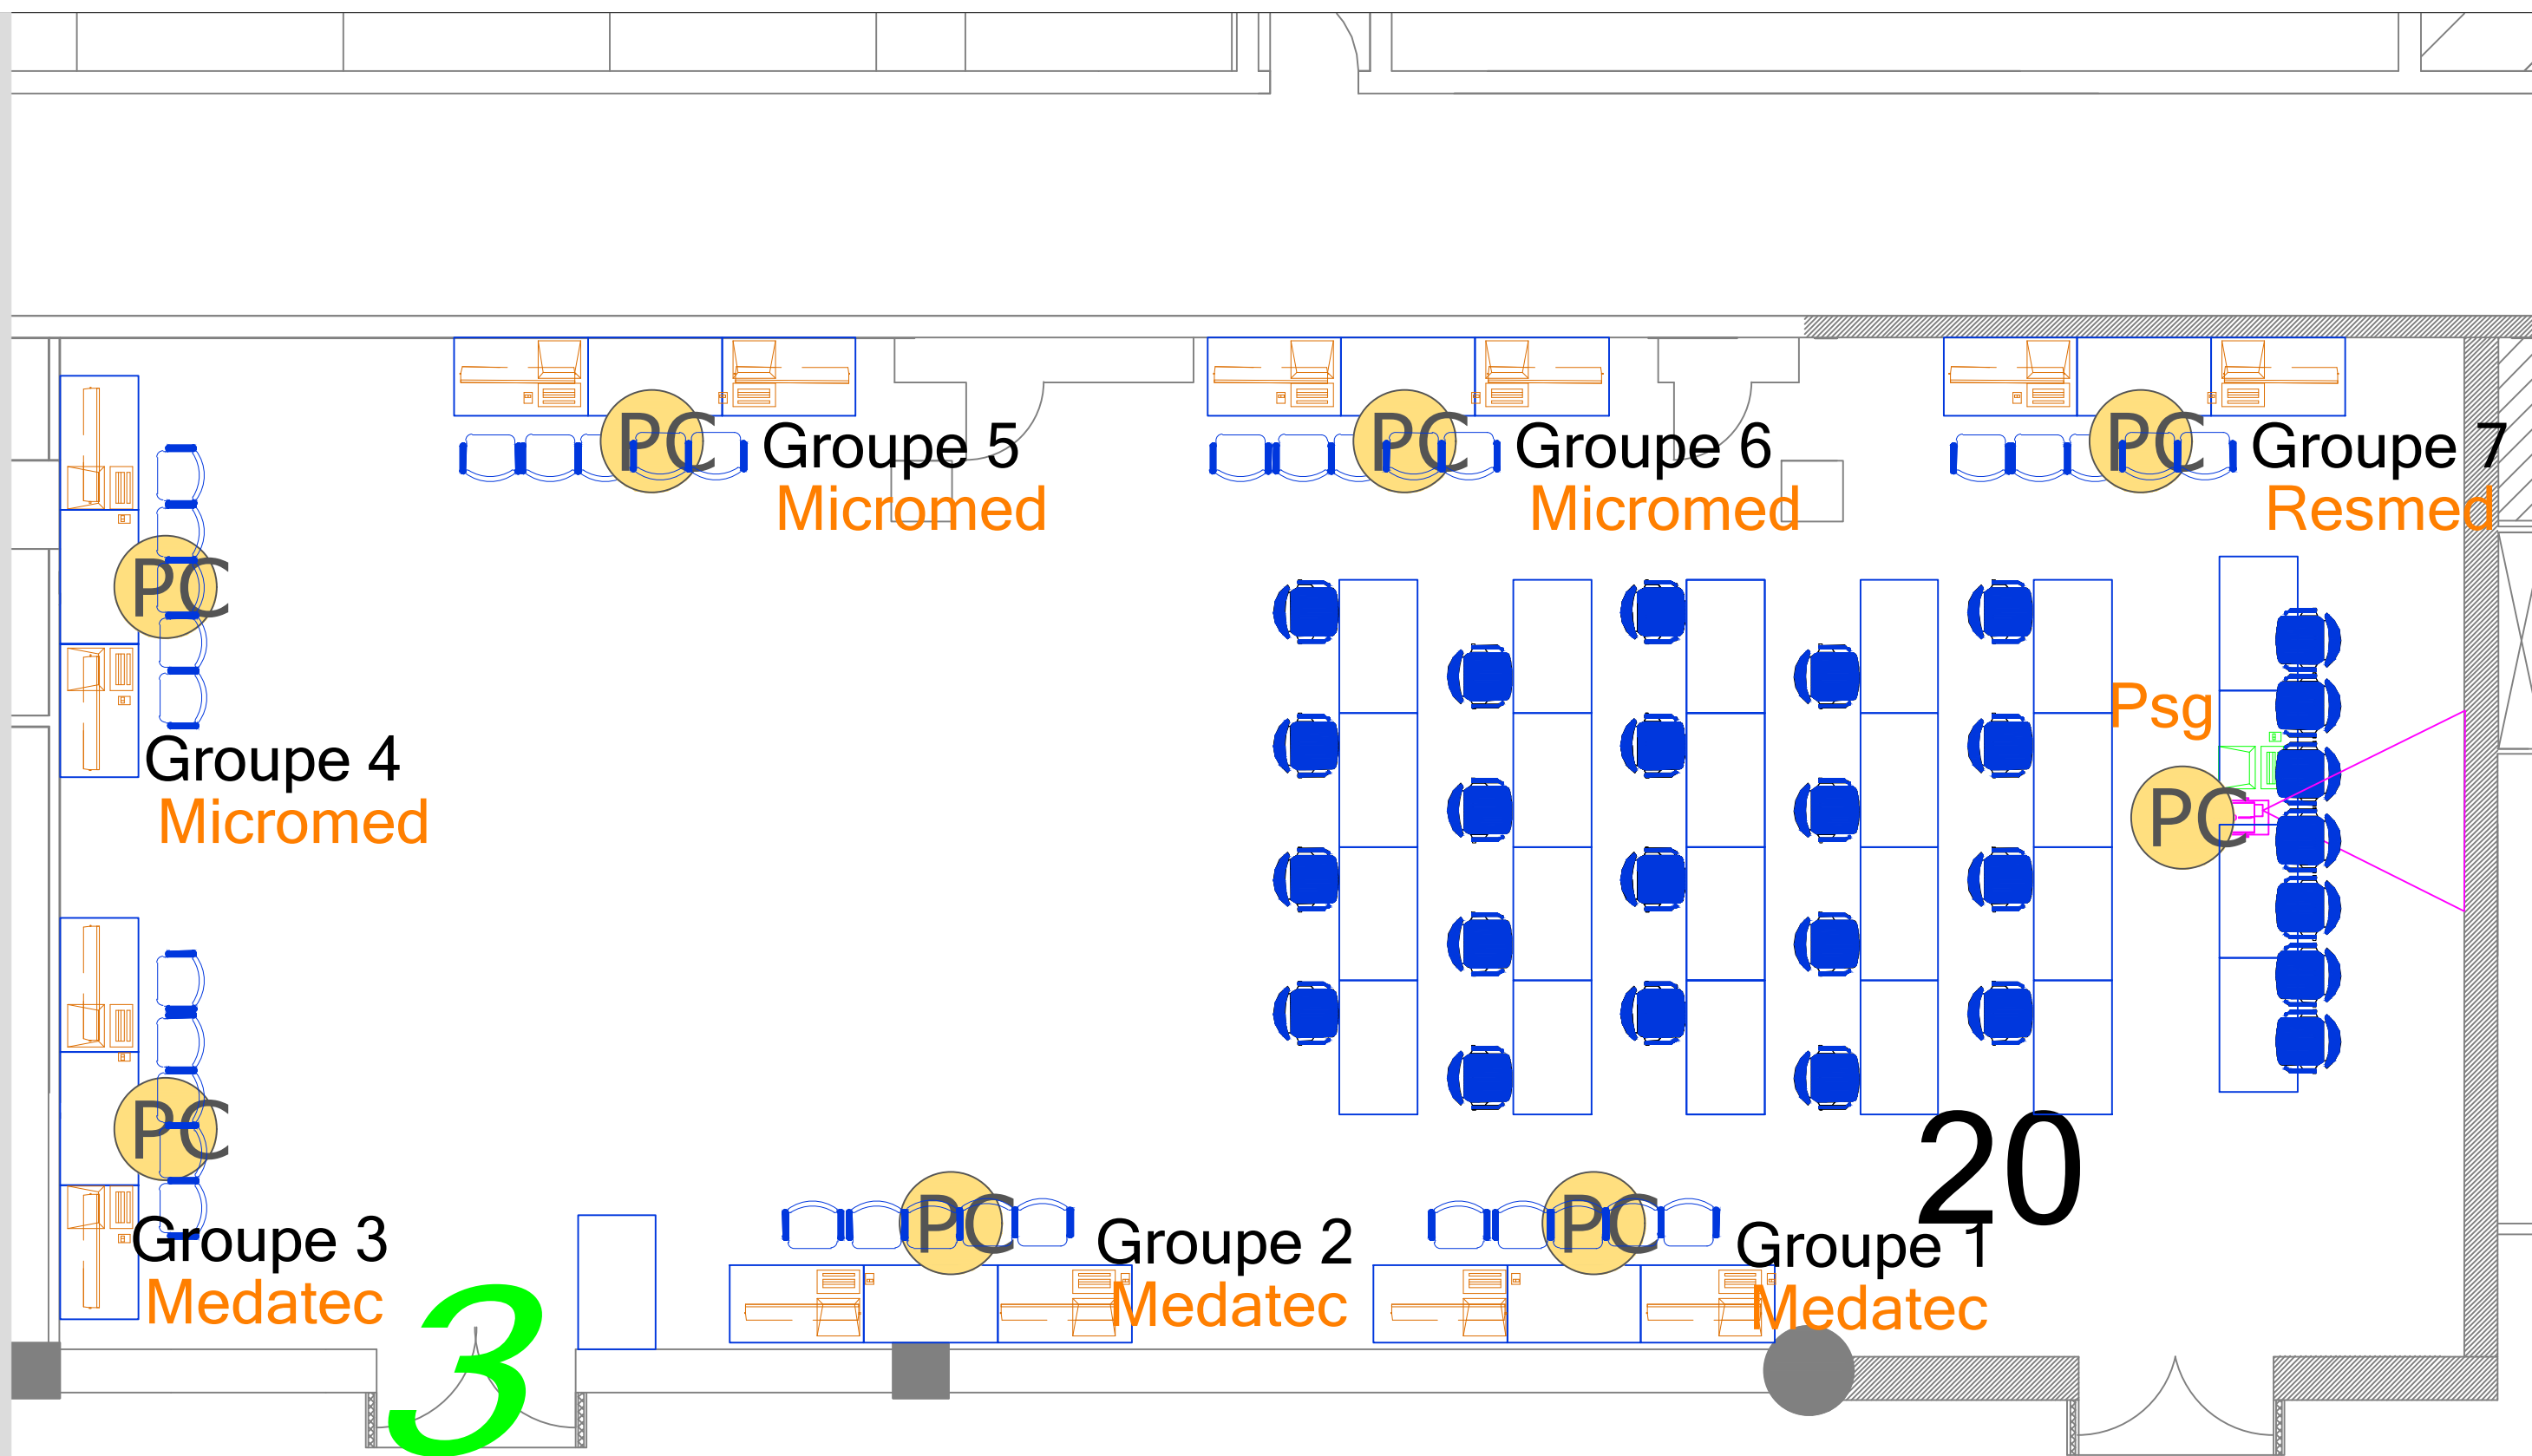 PC
Groupe 5
Micromed
PC
Groupe 6
Micromed
PC
Groupe 7
Resmed
PC
Groupe 4
Micromed
Psg
PC
PC
Groupe 3
Medatec
3
PC
Groupe 2
Medatec
PC
Groupe 1
Medatec
20